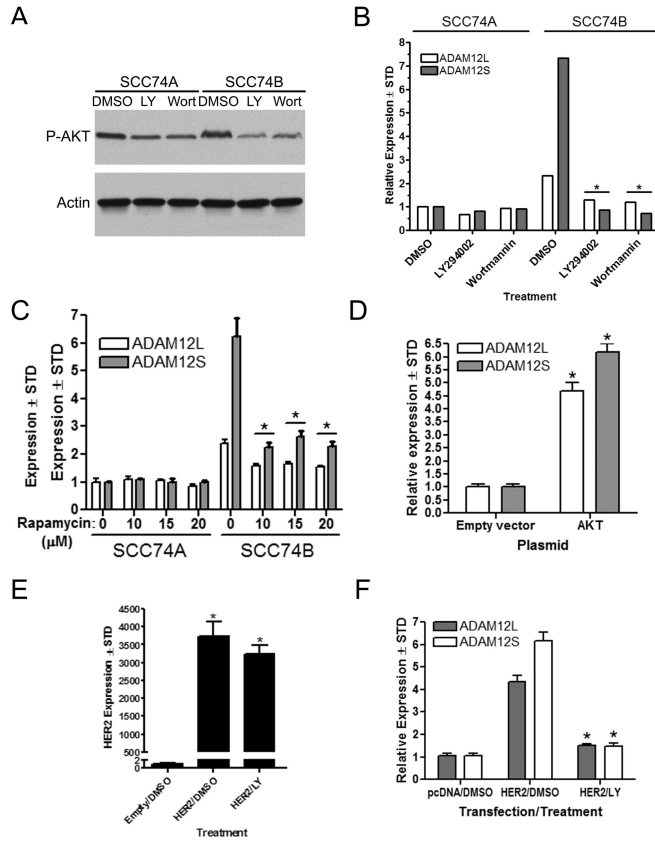 A
SCC74A SCC74B
DMSO LY Wort DMSO LY Wort
P-AKT
Actin
B
SCC74A SCC74B
ADAM12L
ADAM12S
Relative Expression ± STD
8
7
6
5
4
3
2
1
0
* *
DMSO LY294002 Wortmannin DMSO LY294002 Wortmannin
Treatment
C
ADAM12L
ADAM12S
Expression ± STD
Expression ± STD
7
6
5
4
3
2
1
0
* * *
Rapamycin: 0 10 15 20 0 10 15 20
(μM)
SCC74A SCC74B
D
ADAM12L
ADAM12S
Relative expression ± STD
6.5
6.0
5.5
5.0
4.5
4.0
3.5
3.0
2.5
2.0
1.5
1.0
0.5
0.0
* *
Empty vector AKT
Plasmid
E
HER2 Expression ± STD
4500
4000
3500
3000
2500
2000
1500
1000
500
2
0
* *
Empty/DMSO HER2/DMSO HER2/LY
Treatment
F
ADAM12L
ADAM12S
Relative Expression ± STD
7
6
5
4
3
2
1
0
* *
pcDNA/DMSO HER2/DMSO HER2/LY
Transfection/Treatment